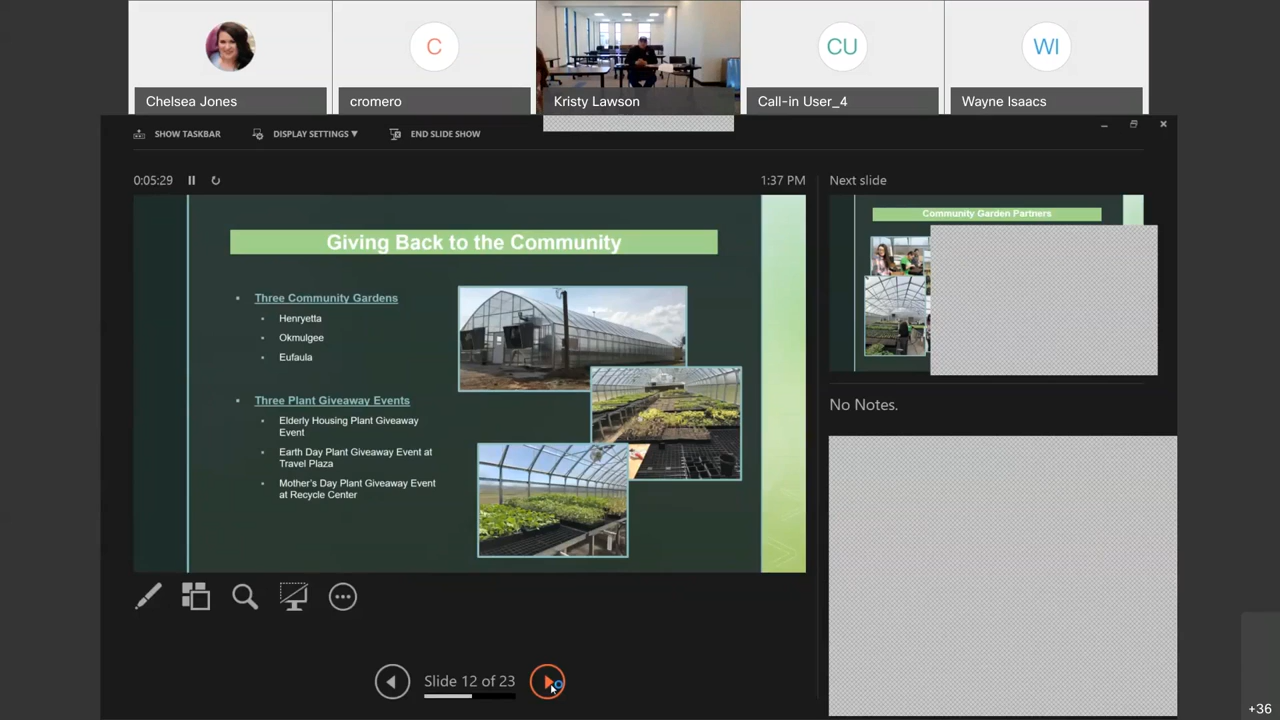 C
CU
WI
Chelsea Jones
cromero
Kristy Lawson
Call-in User_4
Wayne Isaacs
SHOW TASKBAR
DISPLAY SETTINGS ▼
END SLIDE SHOW
0:05:29
1:37 PM
Next slide
Giving Back to the Community
Three Community Gardens
Henryetta
Okmulgee
Eufaula
Three Plant Giveaway Events
Elderly Housing Plant Giveaway
Event
Earth Day Plant Giveaway Event at
Travel Plaza
Mother's Day Plant Giveaway Event
at Recycle Center
Community Garden Partners
No Notes.
Slide 12 of 23
+36